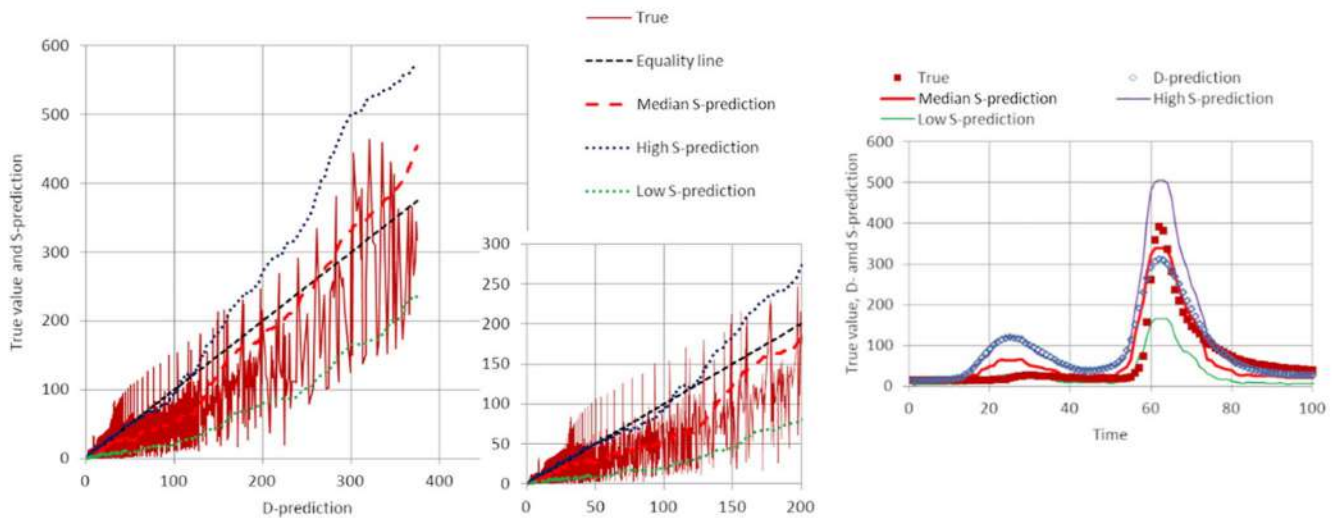 True
Equality line
Median S-prediction
High S-prediction
Low S-prediction
True value and S-prediction
600
500
400
300
200
100
0
0
100
200
300
400
D-prediction
300
250
200
150
100
50
0
0
50
100
150
200
True
D-prediction
Median S-prediction
High S-prediction
Low S-prediction
True value, D- amd S-prediction
600
500
400
300
200
100
0
0
20
40
60
80
100
Time